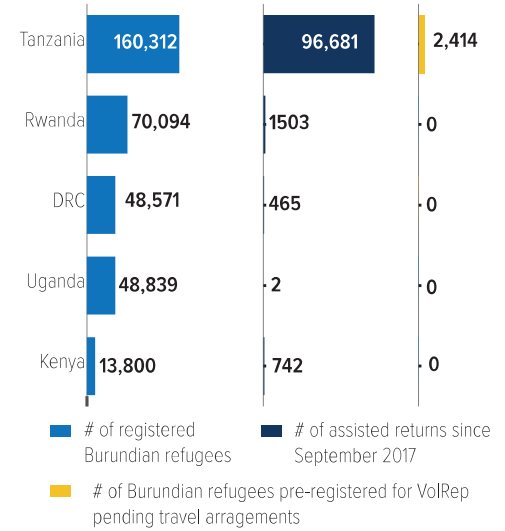 Tanzania 160,312 96,681 2,414
Rwanda 70,094 1503 0
DRC 48,571 465 0
Uganda 48,839 2 0
Kenya 13,800 742 0
# of registered
Burundian refugees
# of assisted returns since
September 2017
# of Burundian refugees pre-registered for VolRep
pending travel arragements